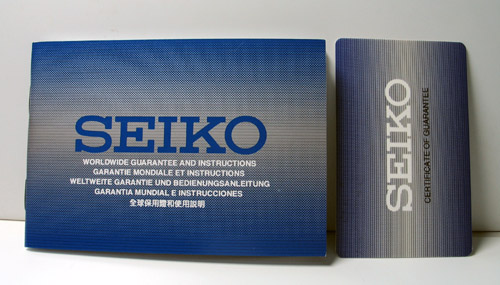 SEIKO
WORLDWIDE GUARANTEE AND INSTRUCTIONS
GARANTIE MONDIALE ET INSTRUCTIONS
WELTWEITE GARANTIE UND BEDIENUNGSANLEITUNG
GARANTIA MUNDIAL E INSTRUCCIONES
全球保用證和使用説明
SEIKO
CERTIFICATE OF GUARANTEE